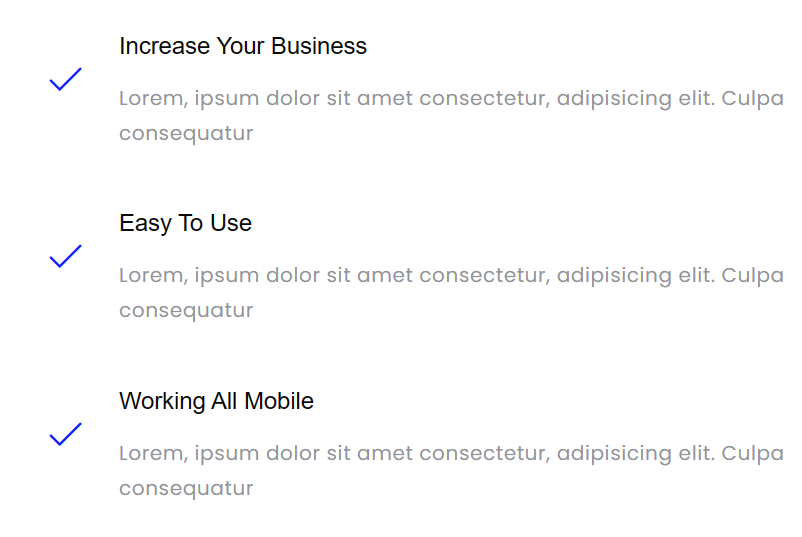 Increase Your Business
Lorem, ipsum dolor sit amet consectetur, adipisicing elit. Culpa
consequatur
Easy To Use
Lorem, ipsum dolor sit amet consectetur, adipisicing elit. Culpa
consequatur
Working All Mobile
Lorem, ipsum dolor sit amet consectetur, adipisicing elit. Culpa
consequatur